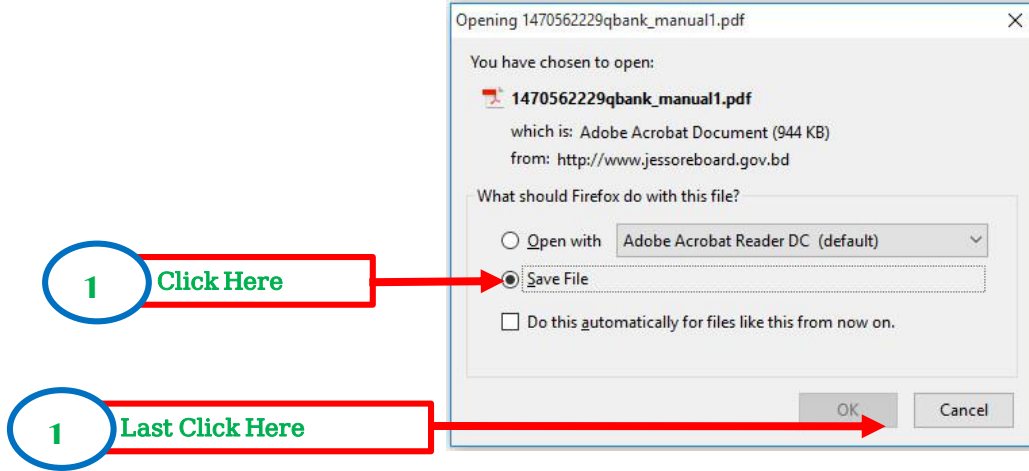 Opening 1470562229qbank_manual1.pdf
You have chosen to open:
1470562229qbank_manual1.pdf
which is: Adobe Acrobat Document (944 KB)
from: http://www.jessoreboard.gov.bd
What should Firefox do with this file?
Open with Adobe Acrobat Reader DC (default)
1 Click Here
Save File
Do this automatically for files like this from now on.
OK Cancel
1 Last Click Here